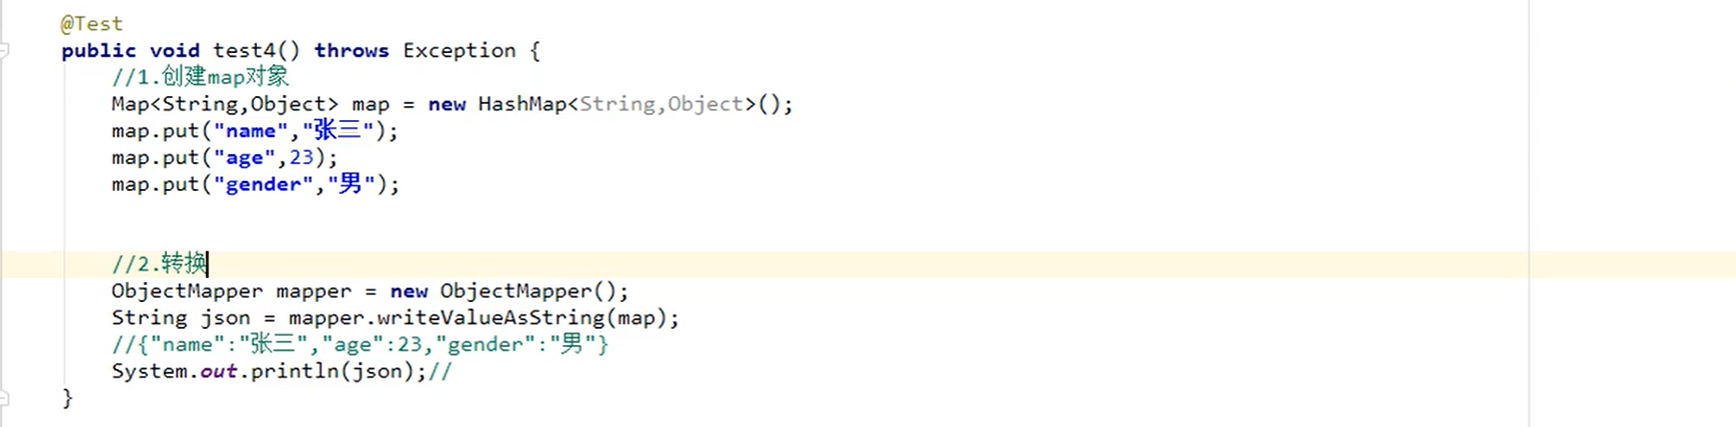 @Test
public void test4() throws Exception {
//1.创建map对象
Map<String,Object> map = new HashMap<String,Object>();
map.put("name","张三");
map.put("age",23);
map.put("gender","男");
//2.转换
ObjectMapper mapper = new ObjectMapper();
String json = mapper.writeValueAsString(map);
//{"name":"张三","age":23,"gender":"男"}
System.out.println(json);//
}